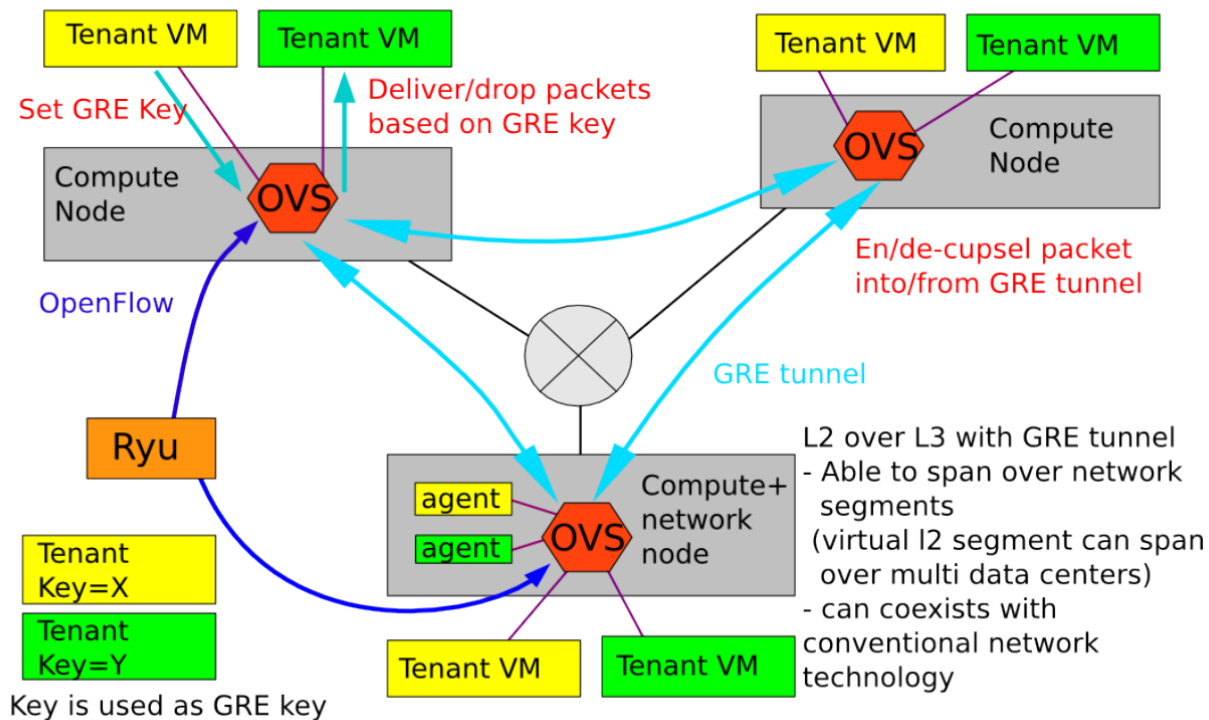 Tenant VM
Tenant VM
Tenant VM
Tenant VM
Set GRE Key
Deliver/drop packets
based on GRE key
Compute
Node
OVS
OVS
Compute
Node
En/de-cupsel packet
into/from GRE tunnel
OpenFlow
GRE tunnel
Ryu
agent
agent
OVS
Compute+
network
node
L2 over L3 with GRE tunnel
- Able to span over network
segments
(virtual l2 segment can span
over multi data centers)
- can coexists with
conventional network
technology
Tenant
Key=X
Tenant
Key=Y
Key is used as GRE key
Tenant VM
Tenant VM